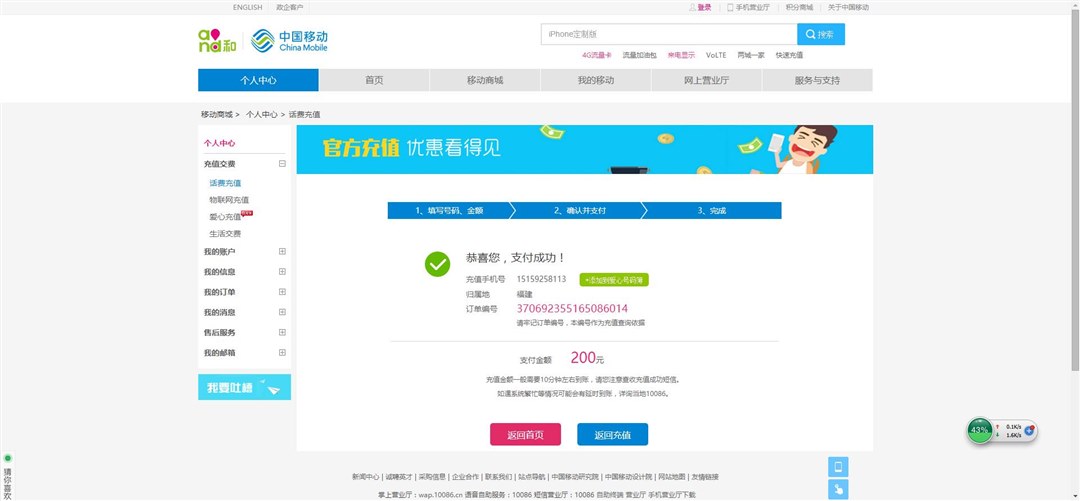 ENGLISH 政企客户 登录 手机营业厅 积分商城 关于中国移动
and和 中国移动 China Mobile
iPhone定制版 搜索
4G流量卡 流量加油包 来电显示 VoLTE 两城一家 快速充值
个人中心 首页 移动商城 我的移动 网上营业厅 服务与支持
移动商城 > 个人中心 > 话费充值
个人中心
充值交费
话费充值
物联网充值
爱心充值
生活交费
我的账户
我的信息
我的订单
我的消息
售后服务
我的邮箱
我要吐槽
官方充值 优惠看得见
1、填写号码、金额 2、确认并支付 3、完成
恭喜您，支付成功！
充值手机号 15159258113 +添加到爱心号码簿
归属地 福建
订单编号 370692355165086014
请牢记订单编号，本编号作为充值查询依据
支付金额 200元
充值金额一般需要10分钟左右到账，请您注意查收充值成功短信。
如遇系统繁忙等情况可能会有延时到账，详询当地10086。
返回首页 返回充值
43% 0.1K/s
1.6K/s
猜你喜欢
新闻中心 | 诚聘英才 | 采购信息 | 企业合作 | 联系我们 | 站点导航 | 中国移动研究院 | 中国移动设计院 | 网站地图 | 友情链接
掌上营业厅：wap.10086.cn 语音自助服务：10086 短信营业厅：10086 自助终端 营业厅 手机营业厅下载